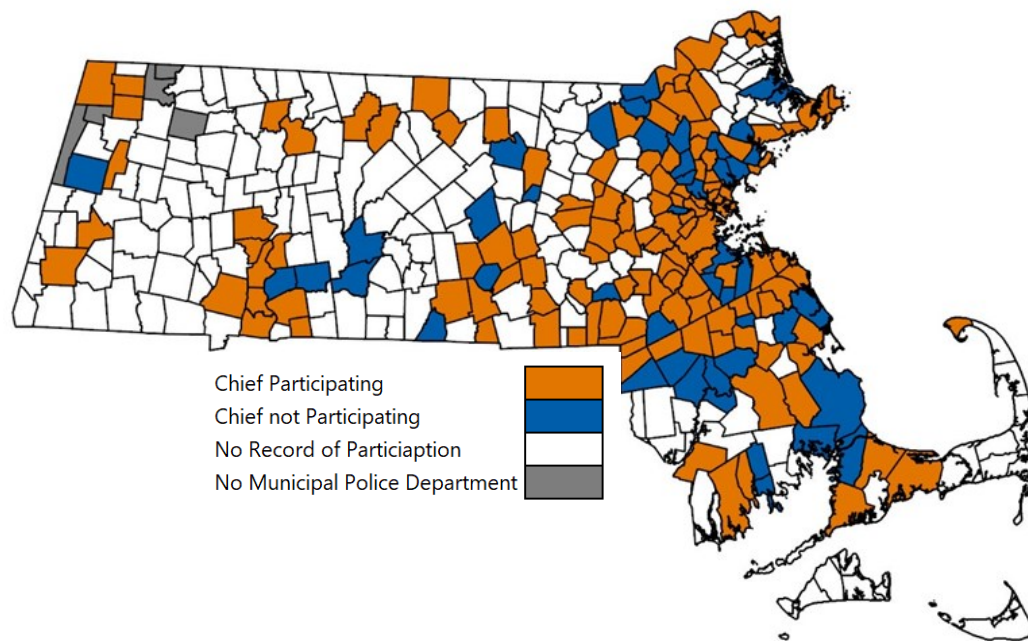 Chief Participating
Chief not Participating
No Record of Particiaption
No Municipal Police Department